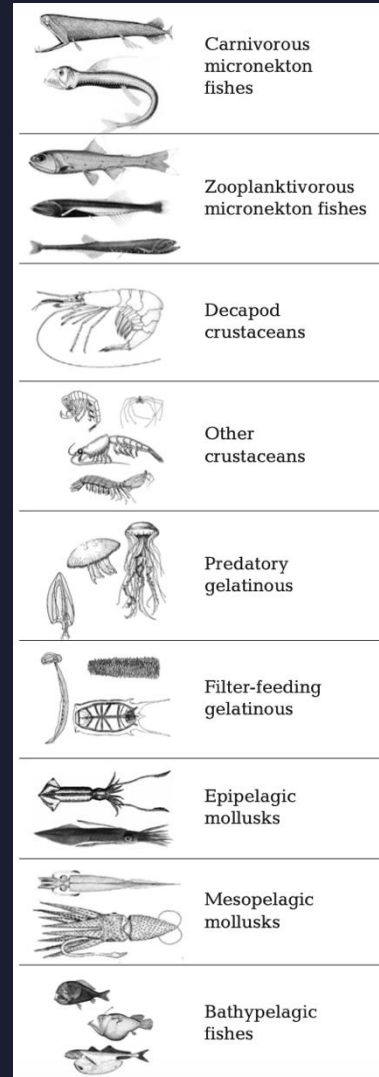 Carnivorous
micronekton
fishes
Zooplanktivorous
micronekton fishes
Decapod
crustaceans
Other
crustaceans
Predatory
gelatinous
Filter-feeding
gelatinous
Epipelagic
mollusks
Mesopelagic
mollusks
Bathypelagic
fishes